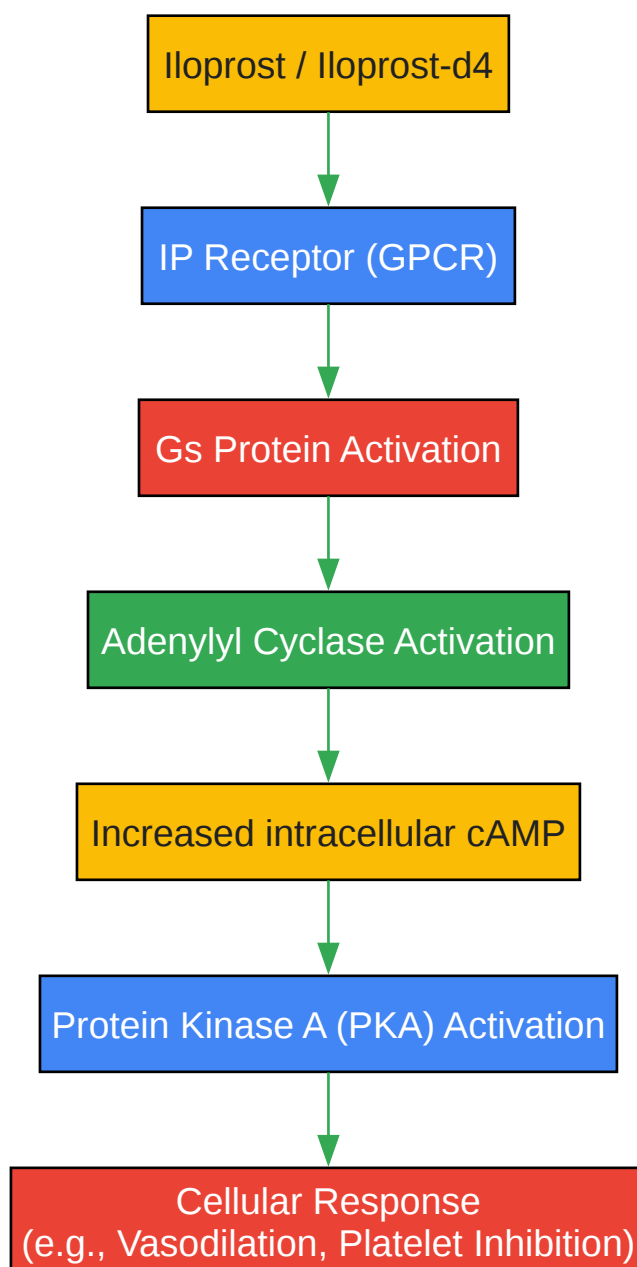 Iloprost / Iloprost-d4
IP Receptor (GPCR)
Gs Protein Activation
Adenylyl Cyclase Activation
Increased intracellular cAMP
Protein Kinase A (PKA) Activation
Cellular Response
(e.g., Vasodilation, Platelet Inhibition)